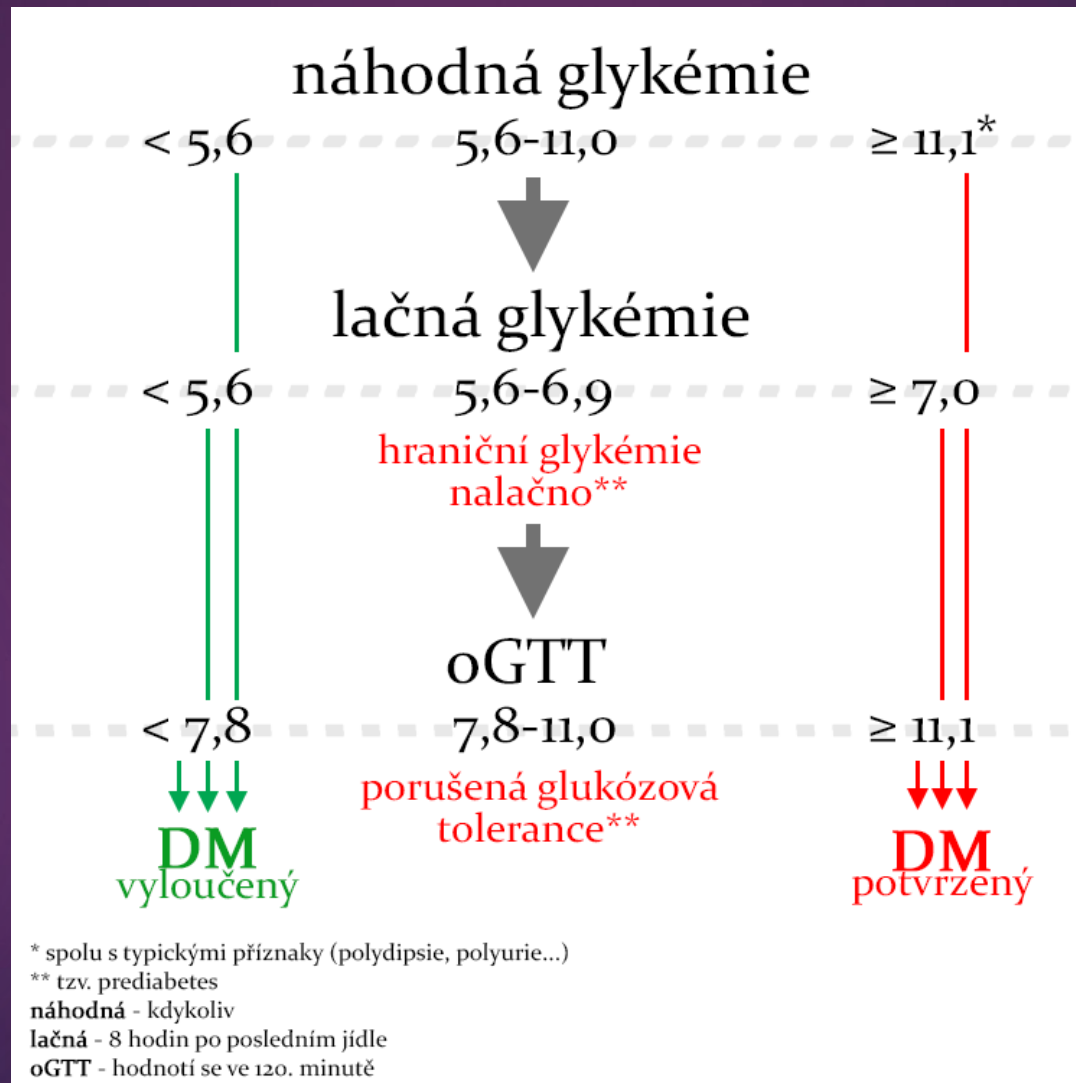 náhodná glykémie
< 5,6 5,6-11,0 ≥ 11,1*
lačná glykémie
< 5,6 5,6-6,9 ≥ 7,0
hraniční glykémie
nalačno**
oGTT
< 7,8 7,8-11,0 ≥ 11,1
porušená glukózová
tolerance**
DM
vyloučený
DM
potvrzený
* spolu s typickými příznaky (polydipsie, polyurie...)
** tzv. prediabetes
náhodná - kdykoliv
lačná - 8 hodin po posledním jídle
oGTT - hodnotí se ve 120. minutě